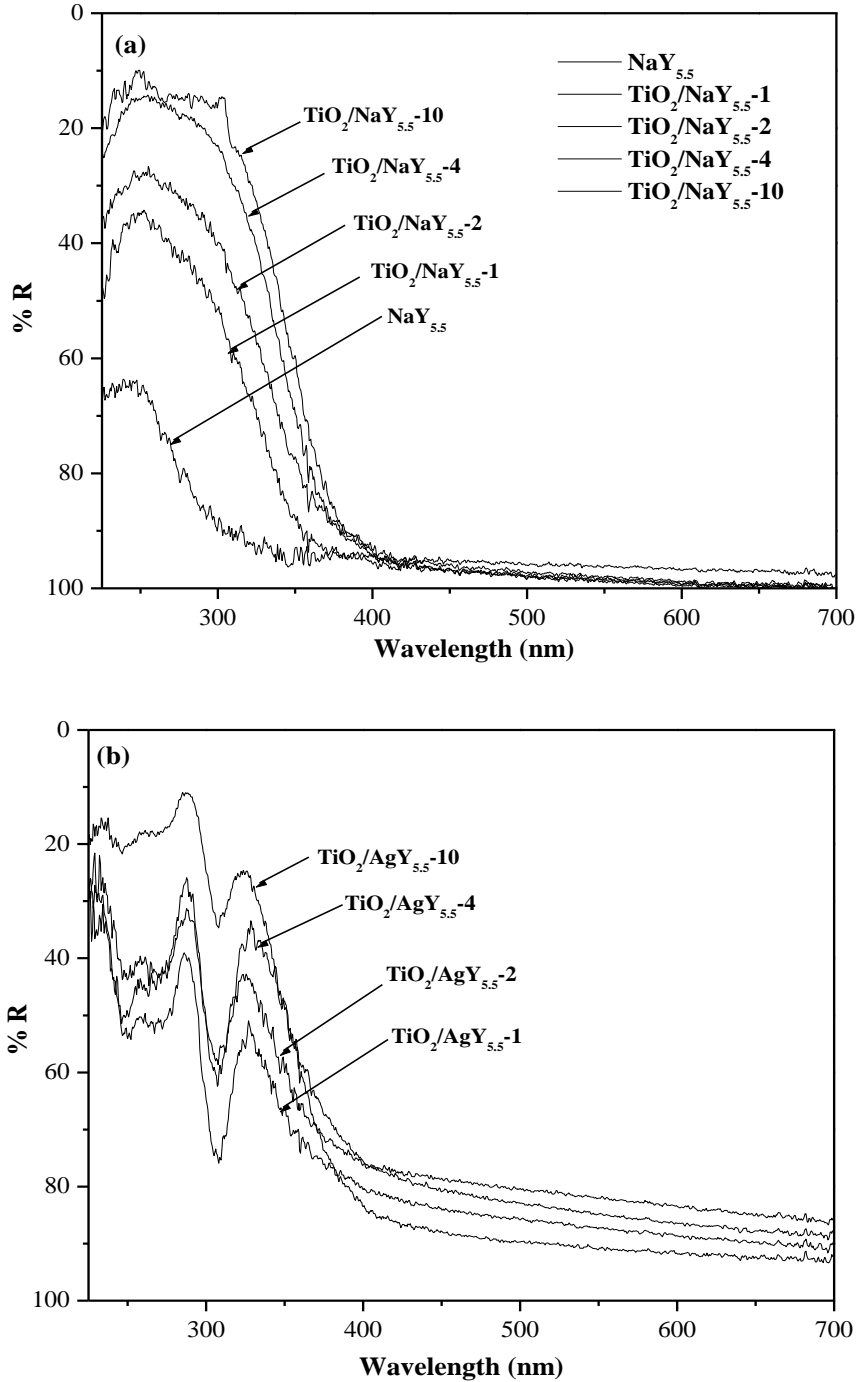 (a)
NaY5.5
TiO2/NaY5.5-1
TiO2/NaY5.5-2
TiO2/NaY5.5-4
TiO2/NaY5.5-10
TiO2/NaY5.5-10
TiO2/NaY5.5-4
TiO2/NaY5.5-2
TiO2/NaY5.5-1
NaY5.5
0
20
40
60
80
100
% R
300 400 500 600 700
Wavelength (nm)
(b)
TiO2/AgY5.5-10
TiO2/AgY5.5-4
TiO2/AgY5.5-2
TiO2/AgY5.5-1
0
20
40
60
80
100
% R
300 400 500 600 700
Wavelength (nm)